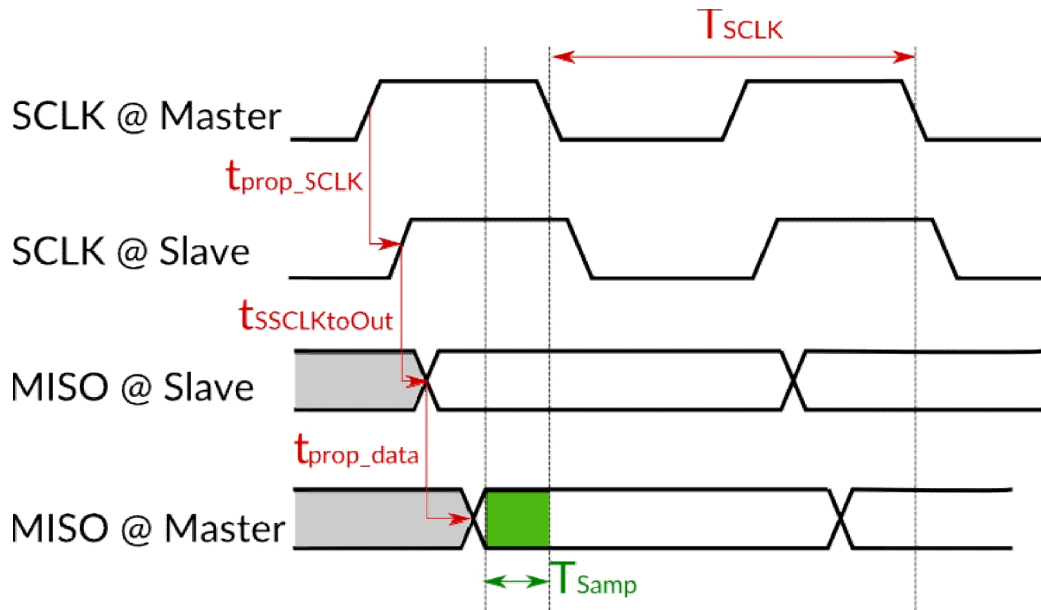 TSCLK
SCLK @ Master
tprop_SCLK
SCLK @ Slave
tSSCLKtoOut
MISO @ Slave
tprop_data
MISO @ Master
TSamp